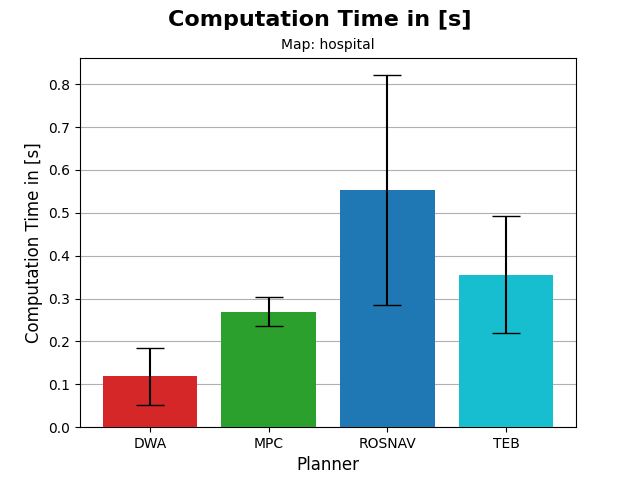 Computation Time in [s]
Map: hospital
Computation Time in [s]
0.8
0.7
0.6
0.5
0.4
0.3
0.2
0.1
0.0
DWA MPC ROSNAV TEB
Planner